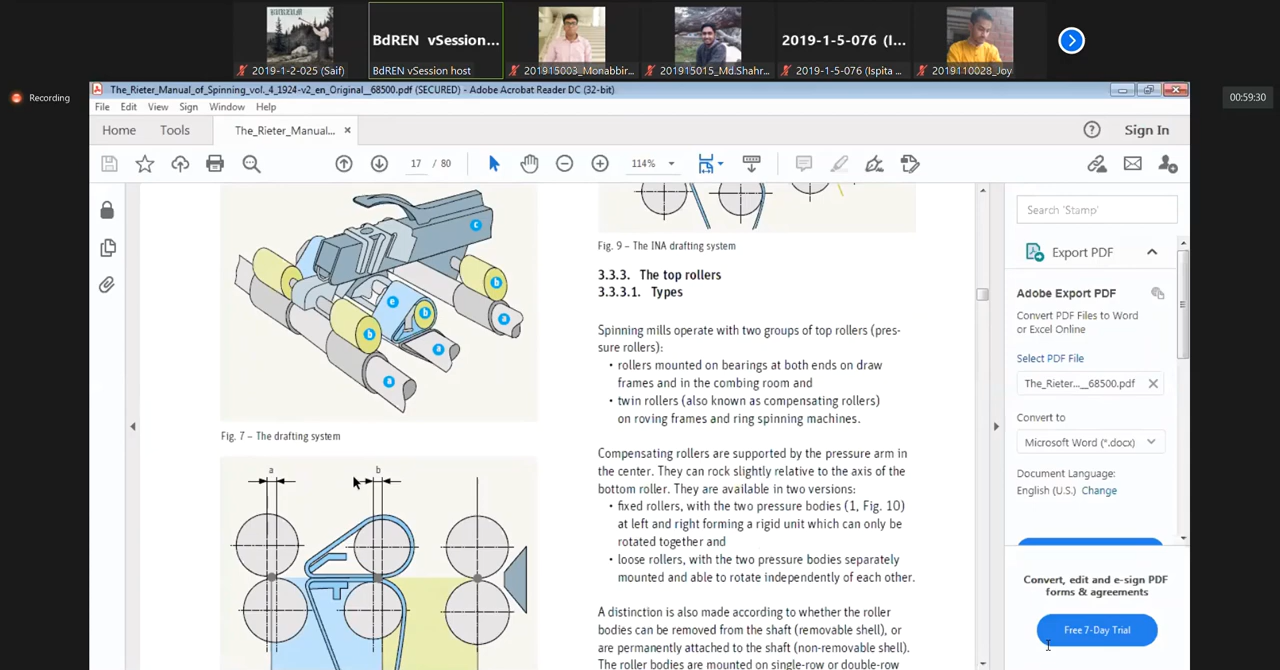 BURZUM
2019-1-2-025 (Saif)
BdREN vSession...
BdREN vSession host
201915003_Monabbir...
201915015_Md.Shahr...
2019-1-5-076 (I...
2019-1-5-076 (Ispita ...
2019110028_Joy
Recording
00:59:30
The_Rieter_Manual_of_Spinning_vol._4_1924-v2_en_Original__68500.pdf (SECURED) - Adobe Acrobat Reader DC (32-bit)
File Edit View Sign Window Help
Home Tools The_Rieter_Manual... × Sign In
17 / 80 114%
c
b
e
b
a
b
a
a
Fig. 7 – The drafting system
a b
Fig. 9 – The INA drafting system
3.3.3. The top rollers
3.3.3.1. Types
Spinning mills operate with two groups of top rollers (pres-
sure rollers):
• rollers mounted on bearings at both ends on draw
frames and in the combing room and
• twin rollers (also known as compensating rollers)
on roving frames and ring spinning machines.
Compensating rollers are supported by the pressure arm in
the center. They can rock slightly relative to the axis of the
bottom roller. They are available in two versions:
• fixed rollers, with the two pressure bodies (1, Fig. 10)
at left and right forming a rigid unit which can only be
rotated together and
• loose rollers, with the two pressure bodies separately
mounted and able to rotate independently of each other.
A distinction is also made according to whether the roller
bodies can be removed from the shaft (removable shell), or
are permanently attached to the shaft (non-removable shell).
The roller bodies are mounted on single-row or double-row
Search 'Stamp'
Export PDF
Adobe Export PDF
Convert PDF Files to Word
or Excel Online
Select PDF File
The_Rieter..._68500.pdf
Convert to
Microsoft Word (*.docx)
Document Language:
English (U.S.) Change
Convert, edit and e-sign PDF
forms & agreements
Free 7-Day Trial